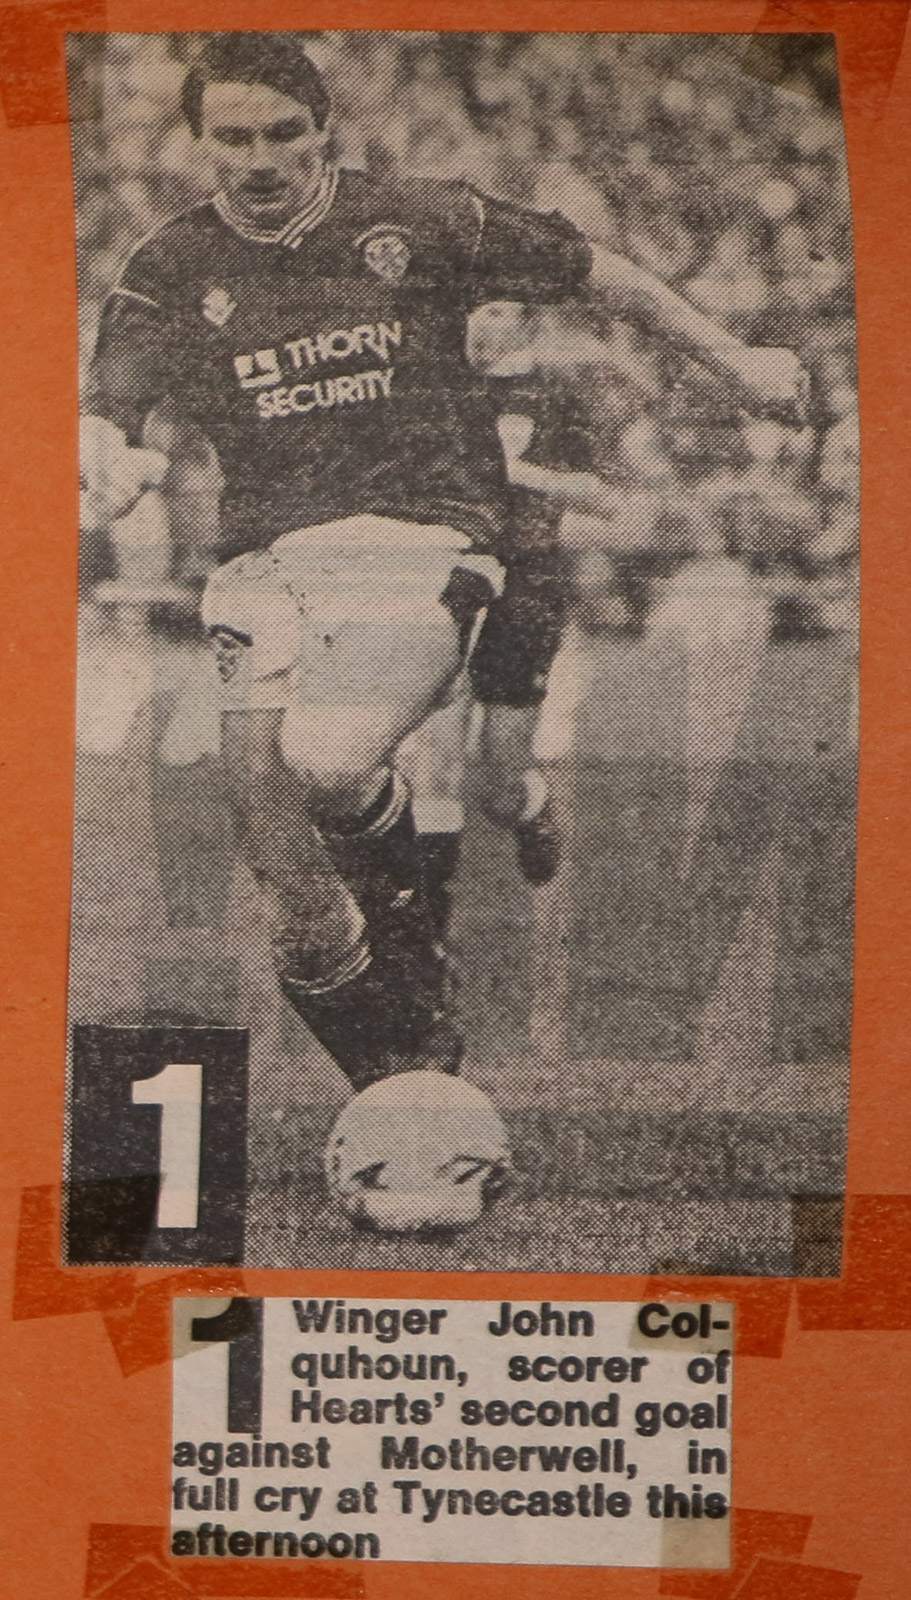 THORN
SECURITY
1
1 Winger John Col-
quhoun, scorer of
Hearts' second goal
against Motherwell, in
full cry at Tynecastle this
afternoon